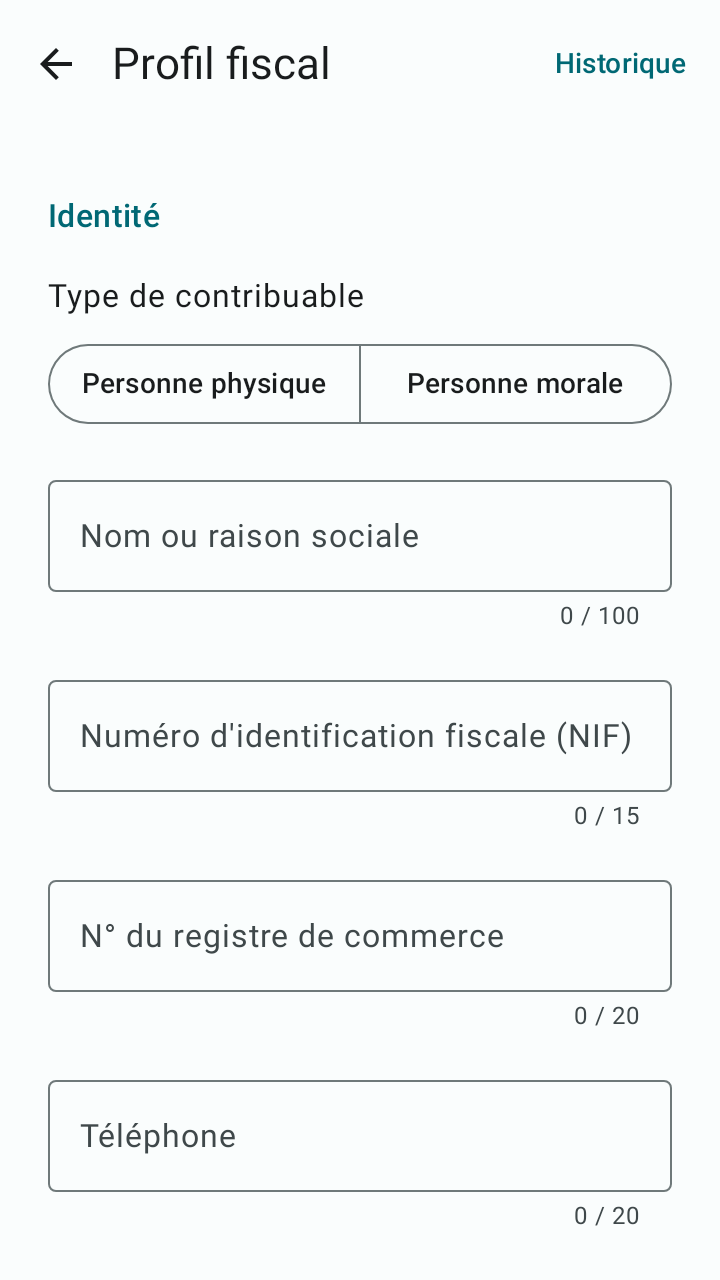 Profil fiscal
Historique
Identité
Type de contribuable
Personne physique
Personne morale
Nom ou raison sociale
0 / 100
Numéro d'identification fiscale (NIF)
0 / 15
N° du registre de commerce
0 / 20
Téléphone
0 / 20